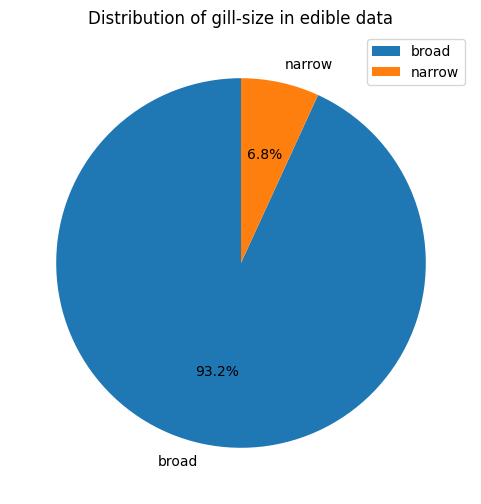 Distribution of gill-size in edible data
broad
narrow
narrow
6.8%
93.2%
broad